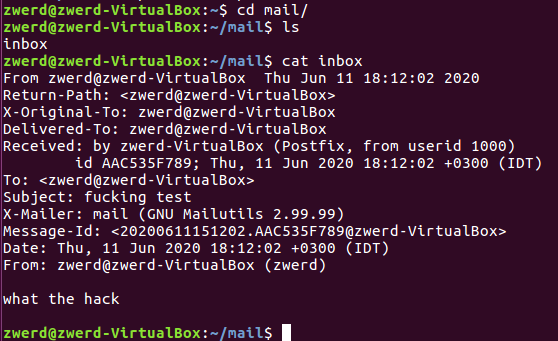 zwerd@zwerd-VirtualBox:~$ cd mail/
zwerd@zwerd-VirtualBox:~/mail$ ls
inbox
zwerd@zwerd-VirtualBox:~/mail$ cat inbox
From zwerd@zwerd-VirtualBox  Thu Jun 11 18:12:02 2020
Return-Path: <zwerd@zwerd-VirtualBox>
X-Original-To: zwerd@zwerd-VirtualBox
Delivered-To: zwerd@zwerd-VirtualBox
Received: by zwerd-VirtualBox (Postfix, from userid 1000)
        id AAC535F789; Thu, 11 Jun 2020 18:12:02 +0300 (IDT)
To: <zwerd@zwerd-VirtualBox>
Subject: fucking test
X-Mailer: mail (GNU Mailutils 2.99.99)
Message-Id: <20200611151202.AAC535F789@zwerd-VirtualBox>
Date: Thu, 11 Jun 2020 18:12:02 +0300 (IDT)
From: zwerd@zwerd-VirtualBox (zwerd)

what the hack

zwerd@zwerd-VirtualBox:~/mail$